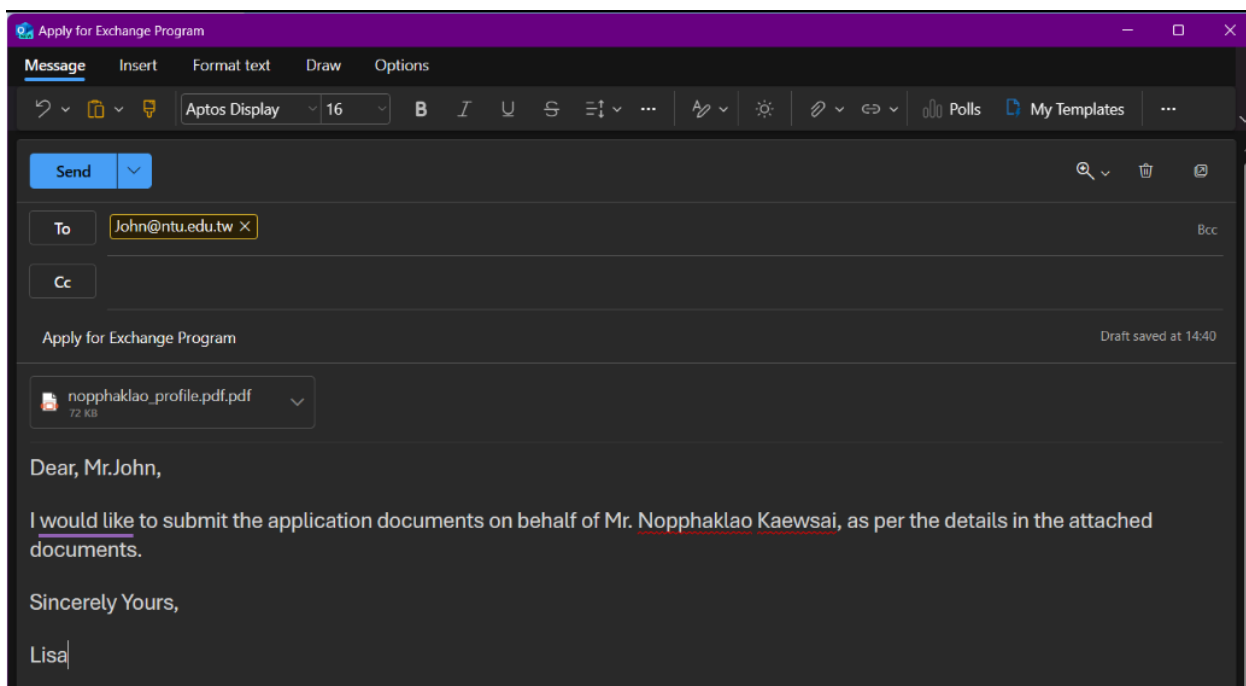 Apply for Exchange Program
Message Insert Format text Draw Options
Aptos Display 16 B I U S Polls My Templates
Send
To John@ntu.edu.tw Bcc
Cc
Apply for Exchange Program Draft saved at 14:40
nopphaklao_profile.pdf.pdf
72 KB
Dear, Mr.John,
I would like to submit the application documents on behalf of Mr. Nopphaklao Kaewsai, as per the details in the attached
documents.
Sincerely Yours,
Lisa